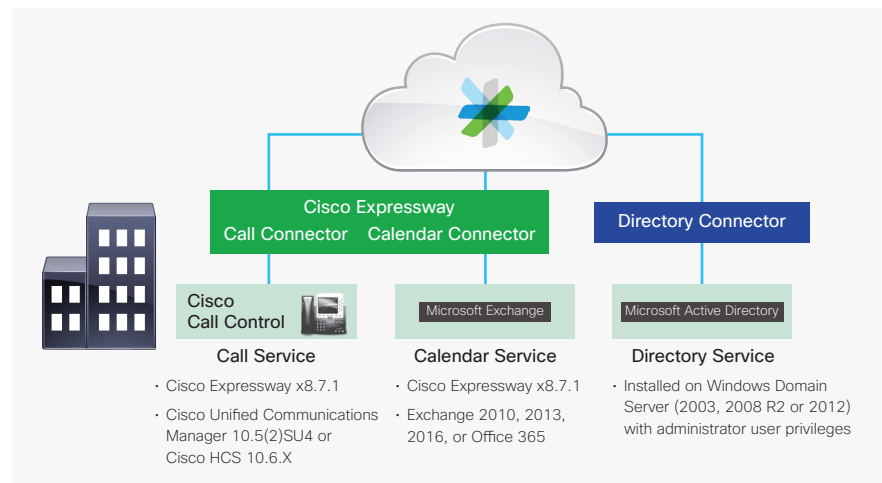 Cisco Expressway
Call Connector Calendar Connector
Directory Connector
Cisco
Call Control
Microsoft Exchange
Microsoft Active Directory
Call Service
· Cisco Expressway x8.7.1
· Cisco Unified Communications
Manager 10.5(2)SU4 or
Cisco HCS 10.6.X
Calendar Service
· Cisco Expressway x8.7.1
· Exchange 2010, 2013,
2016, or Office 365
Directory Service
· Installed on Windows Domain
Server (2003, 2008 R2 or 2012)
with administrator user privileges